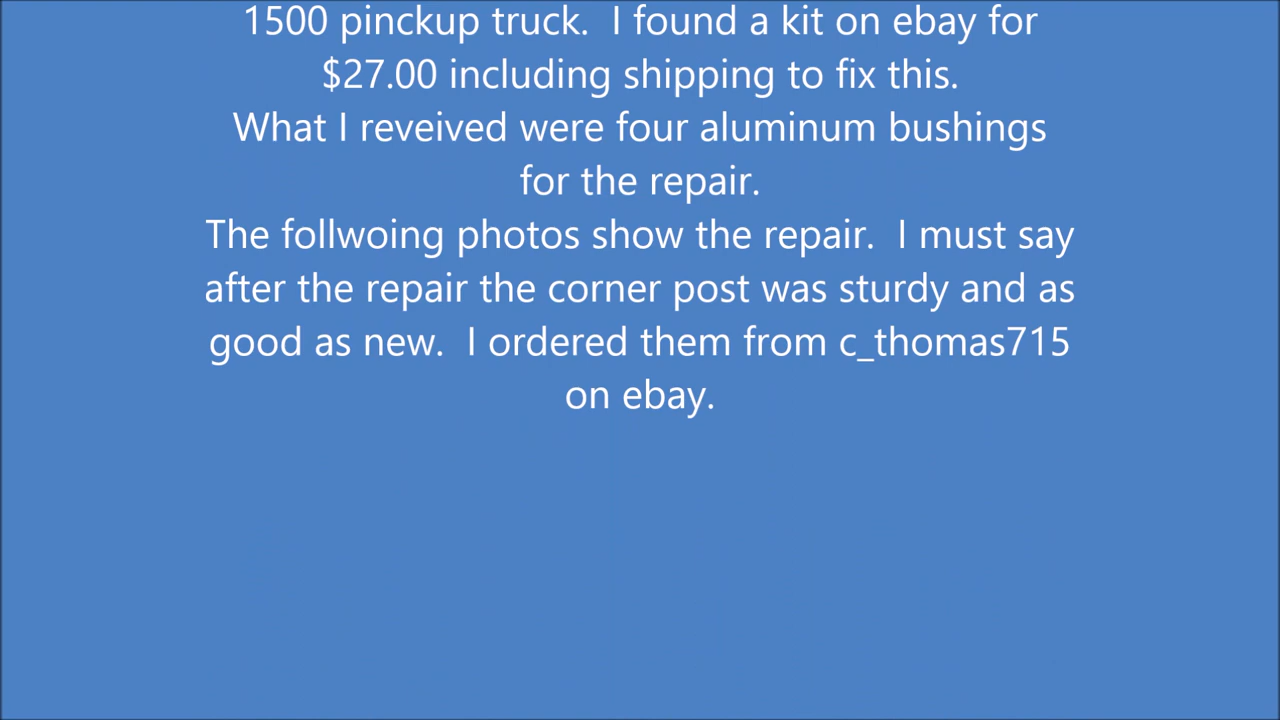 1500 pinckup truck.  I found a kit on ebay for
$27.00 including shipping to fix this.
What I reveived were four aluminum bushings
for the repair.
The follwoing photos show the repair.  I must say
after the repair the corner post was sturdy and as
good as new.  I ordered them from c_thomas715
on ebay.